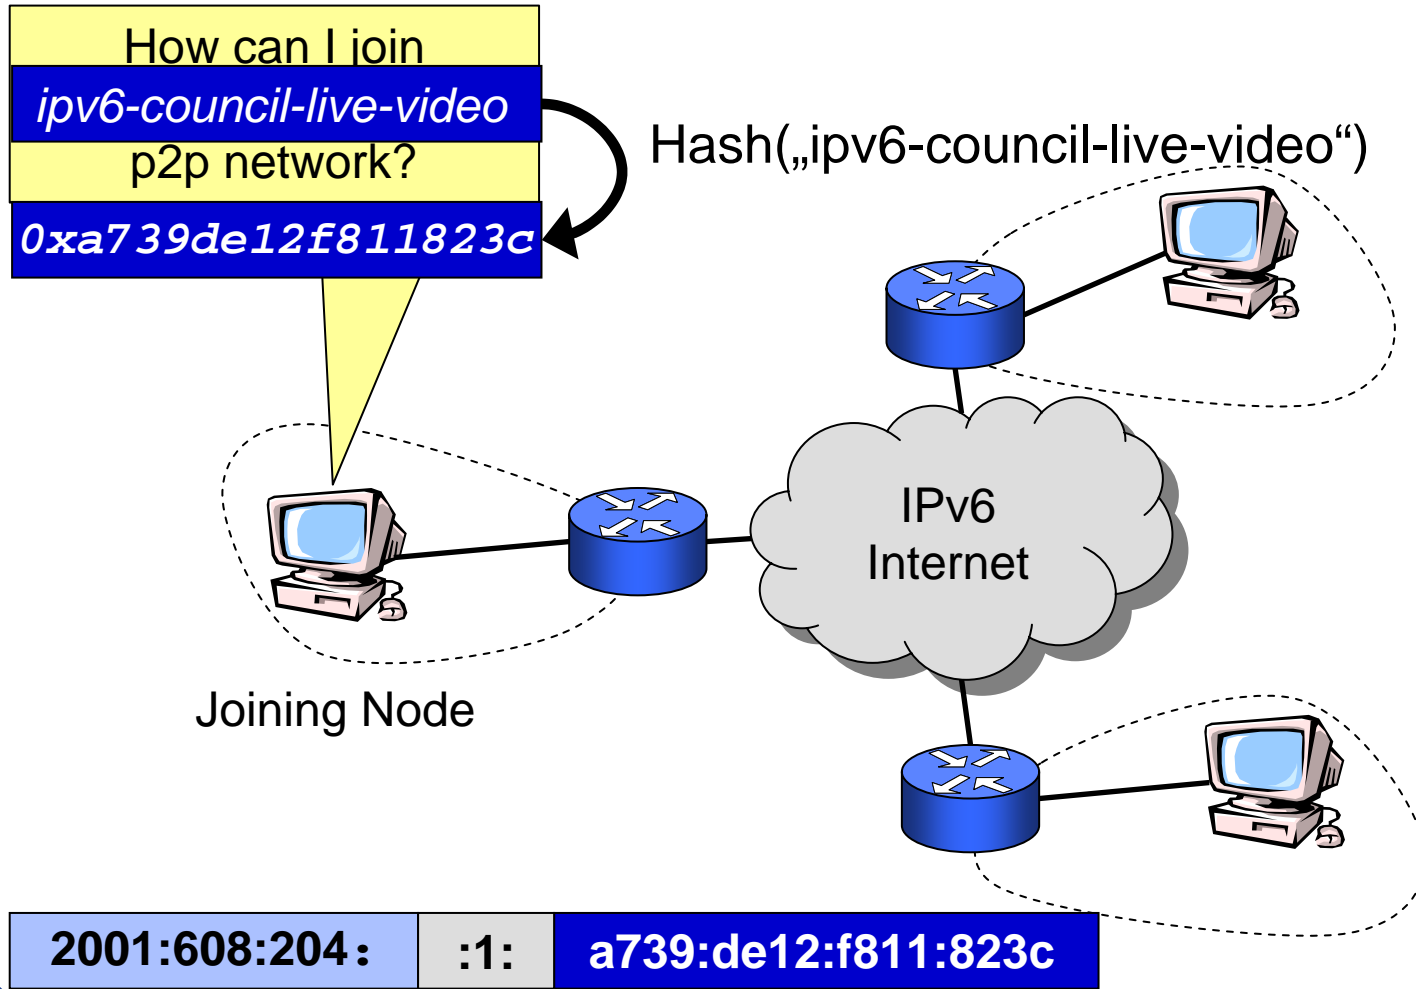 How can I join
ipv6-council-live-video
p2p network?
0xa739de12f811823c
Hash(„ipv6-council-live-video“)
IPv6
Internet
Joining Node
2001:608:204: :1: a739:de12:f811:823c